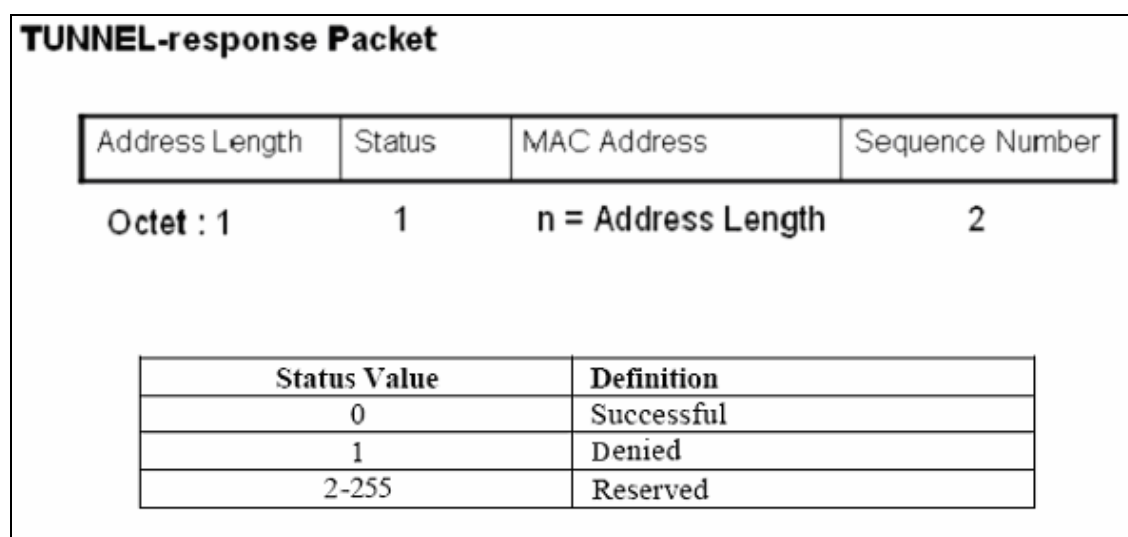 TUNNEL-response Packet
Address Length Status MAC Address Sequence Number
Octet : 1 1 n = Address Length 2
Status Value Definition
0 Successful
1 Denied
2-255 Reserved